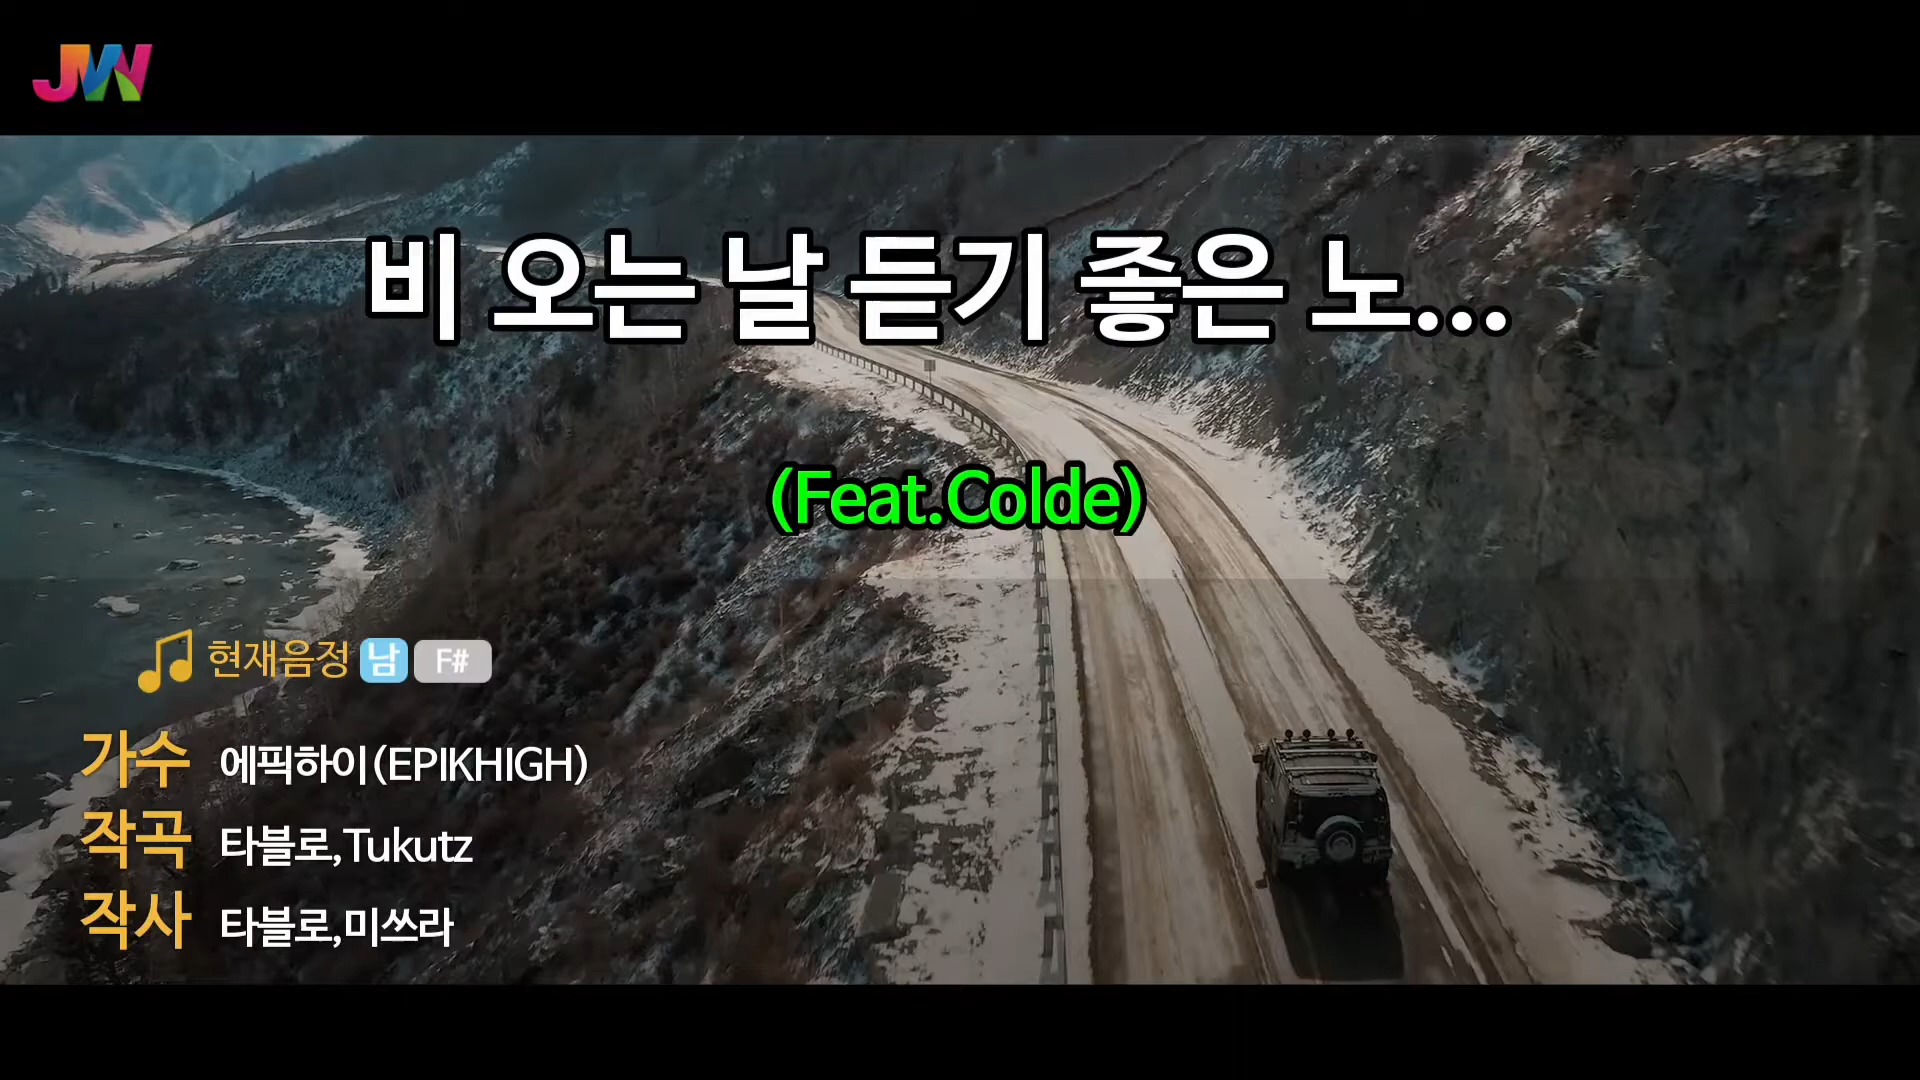 JW
비 오는 날 듣기 좋은 노...
(Feat.Colde)
현재음정 남 F#
가수 에픽하이(EPIKHIGH)
작곡 타블로,Tukutz
작사 타블로,미쓰라